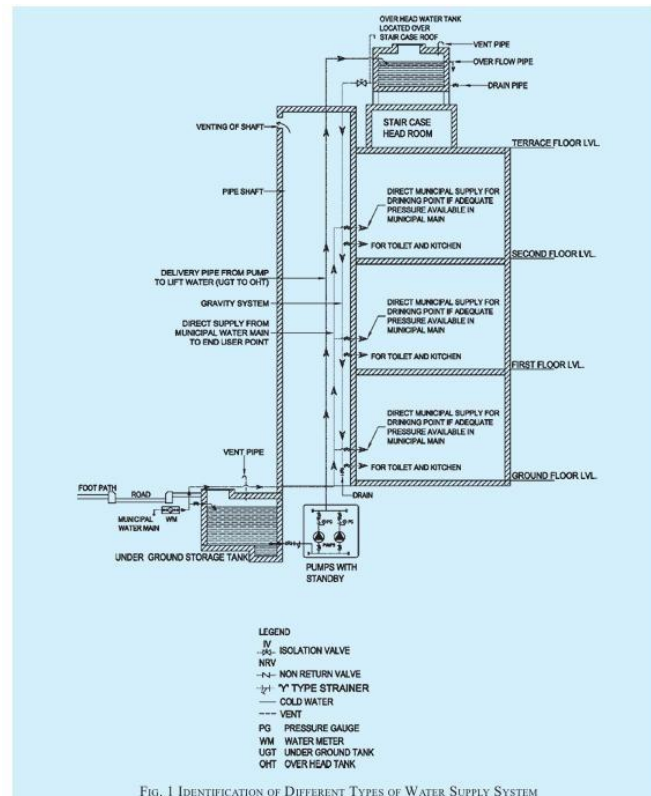 OVER HEAD WATER TANK
LOCATED OVER
STAIR CASE ROOF
VENT PIPE
OVER FLOW PIPE
DRAIN PIPE
STAIR CASE
HEAD ROOM
VENTING OF SHAFT
TERRACE FLOOR LVL.
PIPE SHAFT
DIRECT MUNICIPAL SUPPLY FOR
DRINKING POINT IF ADEQUATE
PRESSURE AVAILABLE IN
MUNICIPAL MAIN
FOR TOILET AND KITCHEN
SECOND FLOOR LVL.
DELIVERY PIPE FROM PUMP
TO LIFT WATER (UGT TO OHT)
GRAVITY SYSTEM
DIRECT SUPPLY FROM
MUNICIPAL WATER MAIN
TO END USER POINT
DIRECT MUNICIPAL SUPPLY FOR
DRINKING POINT IF ADEQUATE
PRESSURE AVAILABLE IN
MUNICIPAL MAIN
FOR TOILET AND KITCHEN
FIRST FLOOR LVL.
DIRECT MUNICIPAL SUPPLY FOR
DRINKING POINT IF ADEQUATE
PRESSURE AVAILABLE IN
MUNICIPAL MAIN
FOR TOILET AND KITCHEN
GROUND FLOOR LVL.
VENT PIPE
DRAIN
FOOT PATH
ROAD
MUNICIPAL
WATER MAIN
WM
UNDER GROUND STORAGE TANK
PG
PG
PUMPS WITH
STANDBY
LEGEND
IV
ISOLATION VALVE
NRV
NON RETURN VALVE
"Y" TYPE STRAINER
COLD WATER
VENT
PG PRESSURE GAUGE
WM WATER METER
UGT UNDER GROUND TANK
OHT OVER HEAD TANK
FIG. 1 IDENTIFICATION OF DIFFERENT TYPES OF WATER SUPPLY SYSTEM